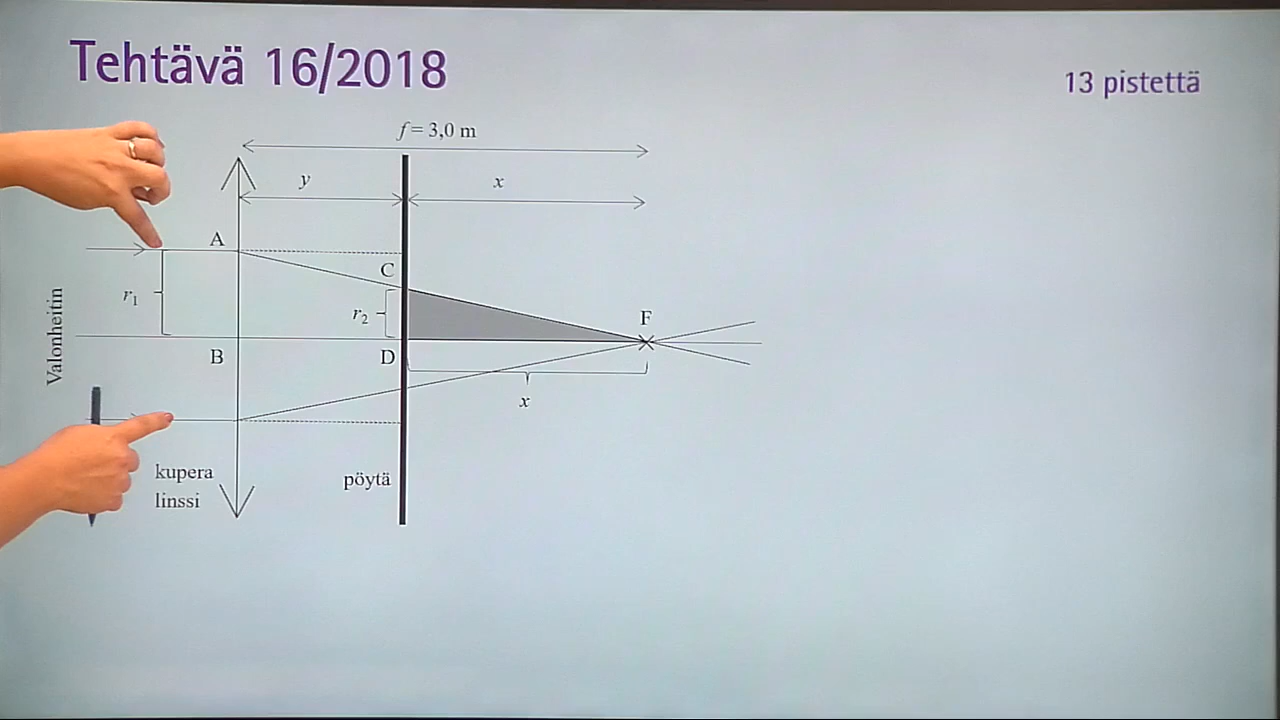 Tehtävä 16/2018
13 pistettä
f = 3,0 m
y
x
A
C
r1
r2
F
Valonheitin
B
D
x
kupera
linssi
pöytä